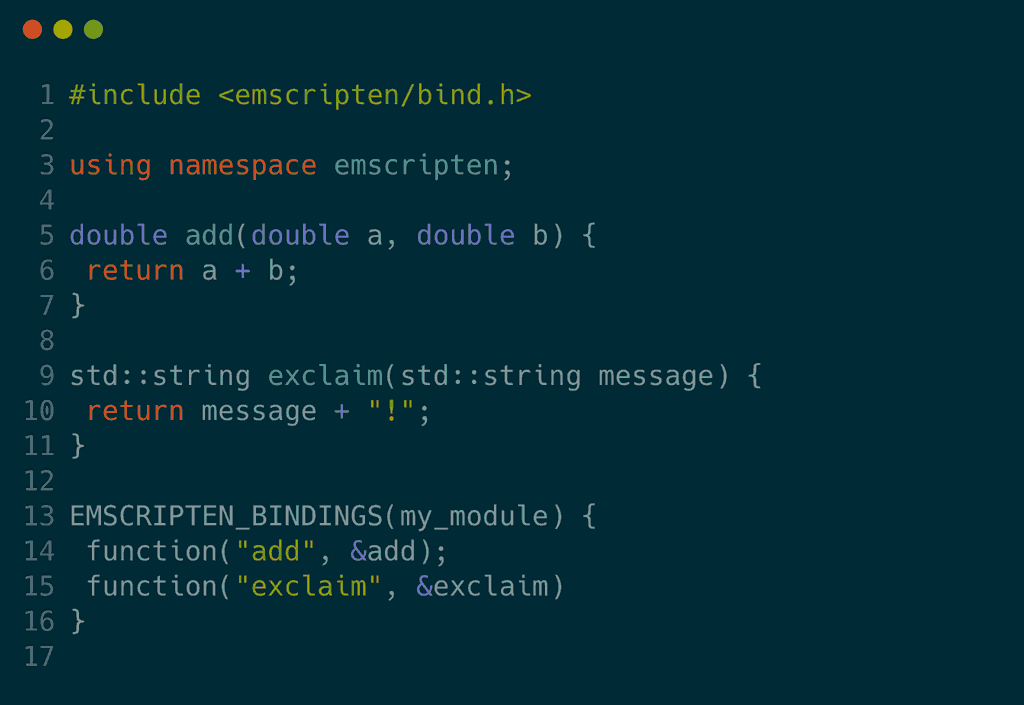 1 #include <emscripten/bind.h>
2
3 using namespace emscripten;
4
5 double add(double a, double b) {
6  return a + b;
7 }
8
9 std::string exclaim(std::string message) {
10  return message + "!";
11 }
12
13 EMSCRIPTEN_BINDINGS(my_module) {
14  function("add", &add);
15  function("exclaim", &exclaim)
16 }
17